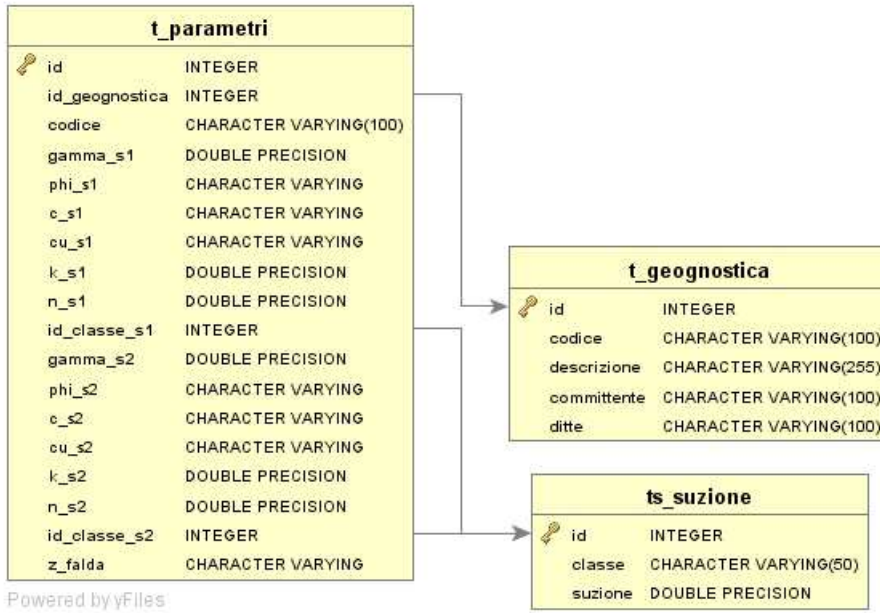 t_parametri
id INTEGER
id_geognostica INTEGER
codice CHARACTER VARYING(100)
gamma_s1 DOUBLE PRECISION
phi_s1 CHARACTER VARYING
c_s1 CHARACTER VARYING
cu_s1 CHARACTER VARYING
k_s1 DOUBLE PRECISION
n_s1 DOUBLE PRECISION
id_classe_s1 INTEGER
gamma_s2 DOUBLE PRECISION
phi_s2 CHARACTER VARYING
c_s2 CHARACTER VARYING
cu_s2 CHARACTER VARYING
k_s2 DOUBLE PRECISION
n_s2 DOUBLE PRECISION
id_classe_s2 INTEGER
z_falda CHARACTER VARYING
t_geognostica
id INTEGER
codice CHARACTER VARYING(100)
descrizione CHARACTER VARYING(255)
committente CHARACTER VARYING(100)
ditte CHARACTER VARYING(100)
ts_suzione
id INTEGER
classe CHARACTER VARYING(50)
suzione DOUBLE PRECISION
Powered by yFiles